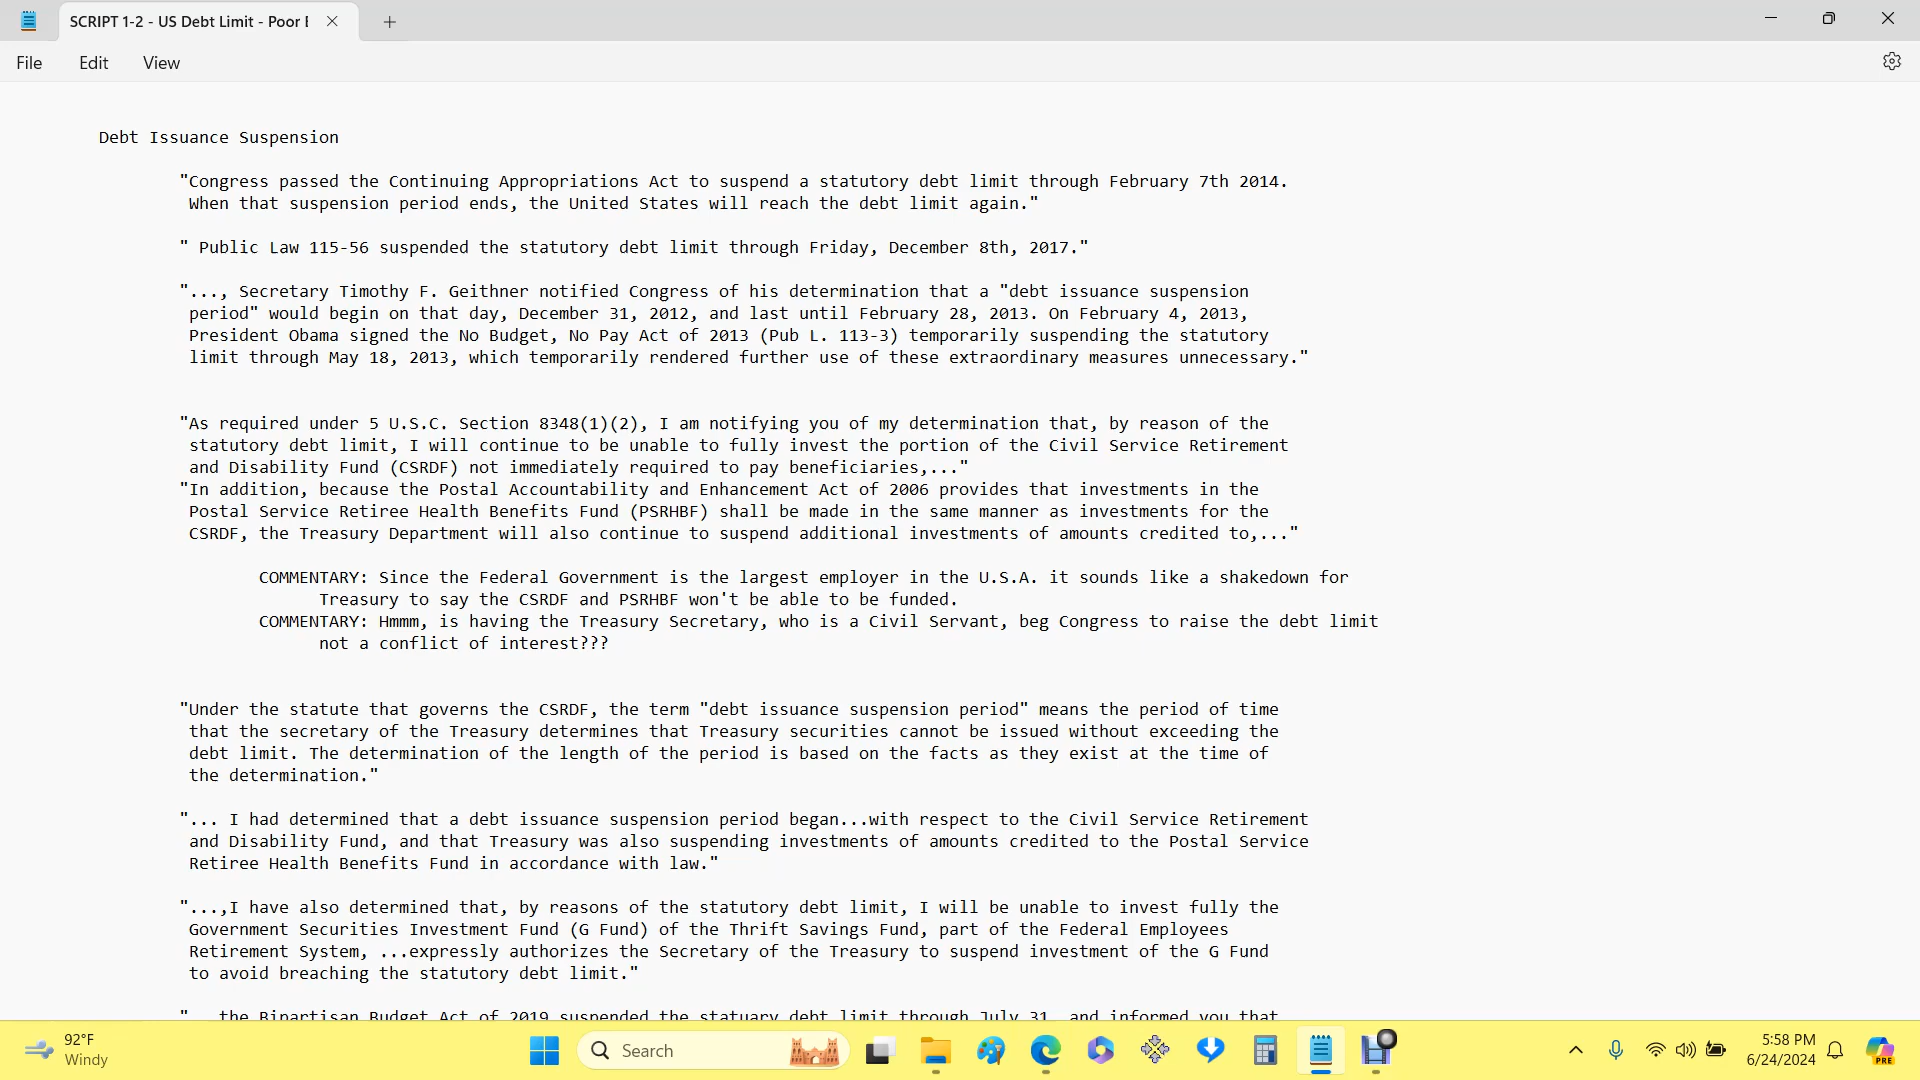 SCRIPT 1-2 - US Debt Limit - Poor
File
Edit
View
Debt Issuance Suspension
"Congress passed the Continuing Appropriations Act to suspend a statutory debt limit through February 7th 2014.
When that suspension period ends, the United States will reach the debt limit again."
" Public Law 115-56 suspended the statutory debt limit through Friday, December 8th, 2017."
"..., Secretary Timothy F. Geithner notified Congress of his determination that a "debt issuance suspension
period" would begin on that day, December 31, 2012, and last until February 28, 2013. On February 4, 2013,
President Obama signed the No Budget, No Pay Act of 2013 (Pub L. 113-3) temporarily suspending the statutory
limit through May 18, 2013, which temporarily rendered further use of these extraordinary measures unnecessary."
"As required under 5 U.S.C. Section 8348(1)(2), I am notifying you of my determination that, by reason of the
statutory debt limit, I will continue to be unable to fully invest the portion of the Civil Service Retirement
and Disability Fund (CSRDF) not immediately required to pay beneficiaries,..."
"In addition, because the Postal Accountability and Enhancement Act of 2006 provides that investments in the
Postal Service Retiree Health Benefits Fund (PSRHBF) shall be made in the same manner as investments for the
CSRDF, the Treasury Department will also continue to suspend additional investments of amounts credited to,..."
COMMENTARY: Since the Federal Government is the largest employer in the U.S.A. it sounds like a shakedown for
Treasury to say the CSRDF and PSRHBF won't be able to be funded.
COMMENTARY: Hmmm, is having the Treasury Secretary, who is a Civil Servant, beg Congress to raise the debt limit
not a conflict of interest???
"Under the statute that governs the CSRDF, the term "debt issuance suspension period" means the period of time
that the secretary of the Treasury determines that Treasury securities cannot be issued without exceeding the
debt limit. The determination of the length of the period is based on the facts as they exist at the time of
the determination."
"... I had determined that a debt issuance suspension period began...with respect to the Civil Service Retirement
and Disability Fund, and that Treasury was also suspending investments of amounts credited to the Postal Service
Retiree Health Benefits Fund in accordance with law."
"...,I have also determined that, by reasons of the statutory debt limit, I will be unable to invest fully the
Government Securities Investment Fund (G Fund) of the Thrift Savings Fund, part of the Federal Employees
Retirement System, ...expressly authorizes the Secretary of the Treasury to suspend investment of the G Fund
to avoid breaching the statutory debt limit."
"...the Bipartisan Budget Act of 2019 suspended the statuary debt limit through July 31, and informed you that
92°F
Windy
Search
5:58 PM
6/24/2024
PRE